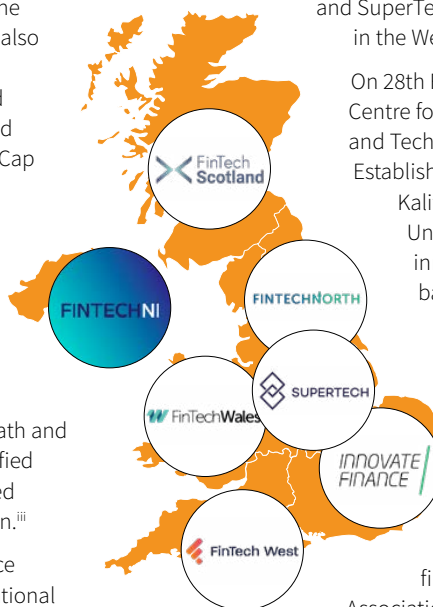 ne
also
d
d
Cap
and SuperTe
in the We
On 28th
Centre fo
and Tech
Establish
Kali
Un
in
ba
FinTech
Scotland
FINTECHNI
FINTECHNORTH
SUPERTECH
FinTechWales
INNOVATE
FINANCE
FinTech West
ath and
fied
ed
n.iii
ce
tional
fi
Associatio